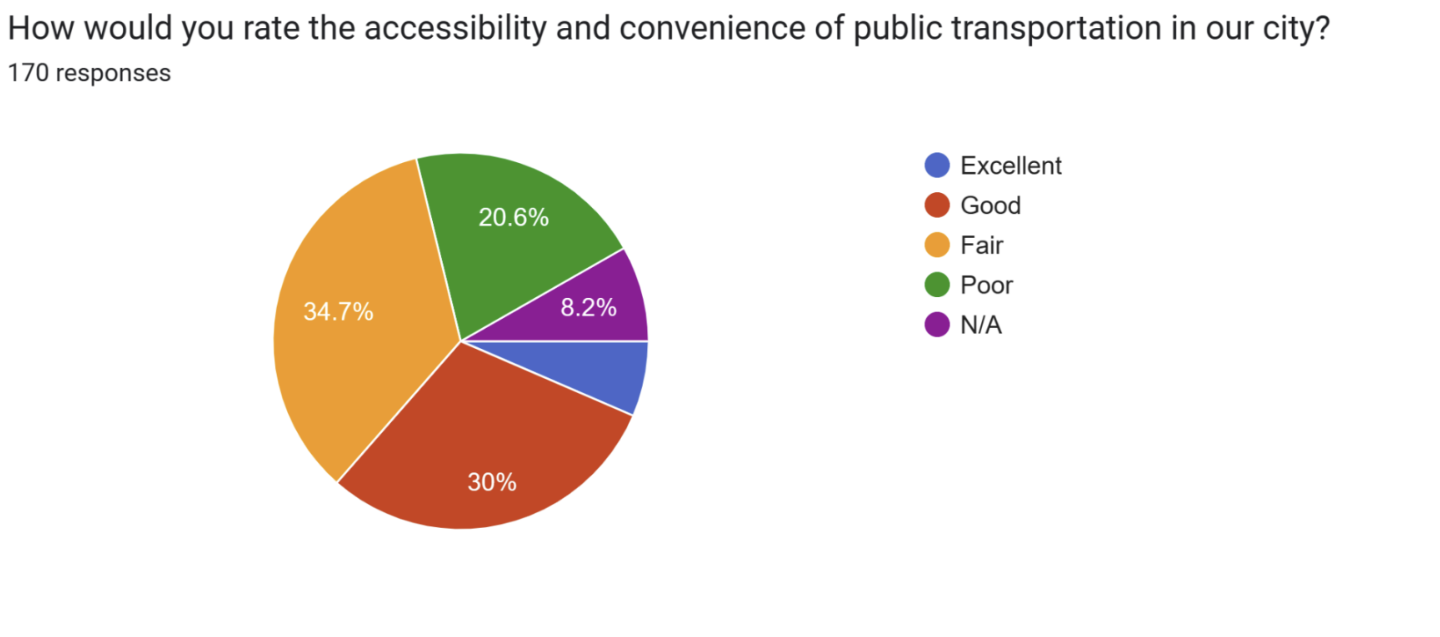 How would you rate the accessibility and convenience of public transportation in our city?
170 responses
20.6%
8.2%
34.7%
30%
Excellent
Good
Fair
Poor
N/A